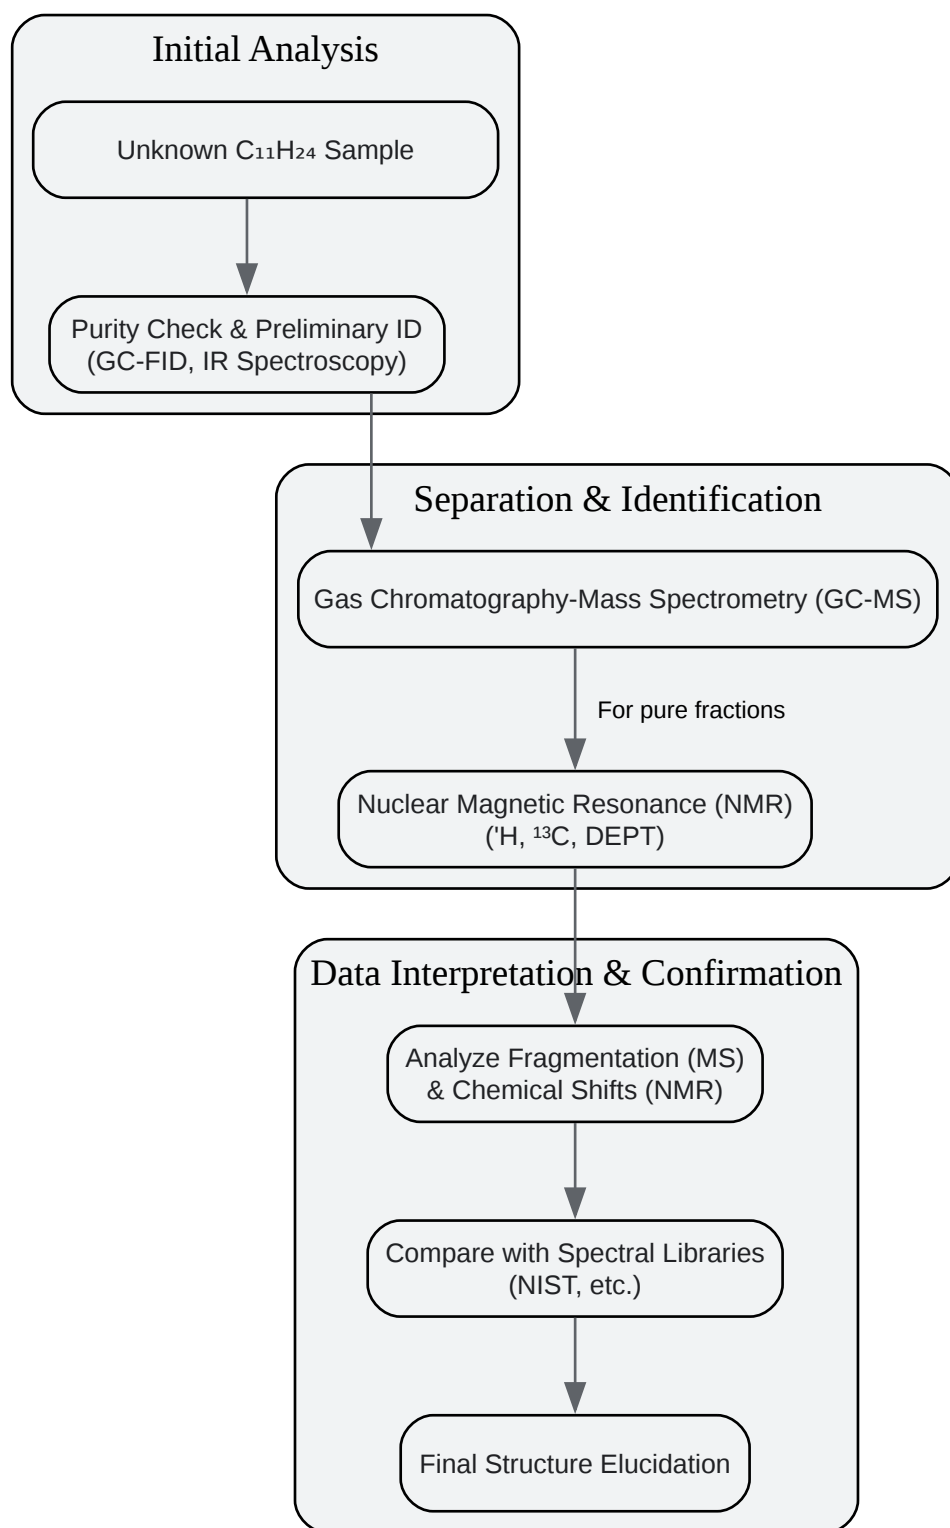 Initial Analysis
Unknown C₁₁H₂₄ Sample
Purity Check & Preliminary ID
(GC-FID, IR Spectroscopy)
Separation & Identification
Gas Chromatography-Mass Spectrometry (GC-MS)
For pure fractions
Nuclear Magnetic Resonance (NMR)
('H, ¹³C, DEPT)
Data Interpretation & Confirmation
Analyze Fragmentation (MS)
& Chemical Shifts (NMR)
Compare with Spectral Libraries
(NIST, etc.)
Final Structure Elucidation